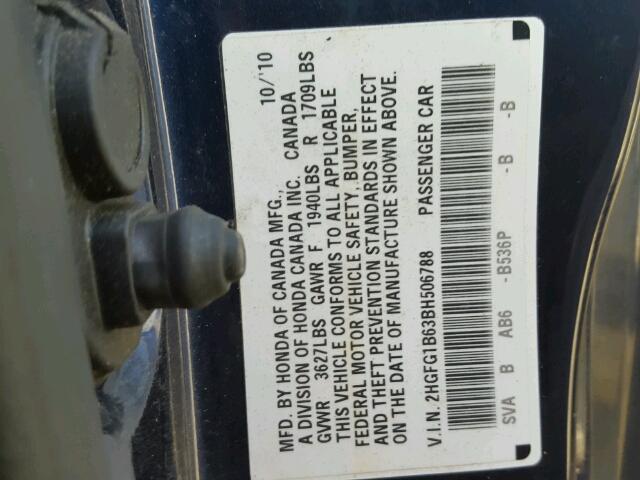 MFD. BY HONDA OF CANADA MFG., 10/'10
A DIVISION OF HONDA CANADA INC. CANADA
GVWR 3627LBS GAWR F 1940LBS R 1709LBS
THIS VEHICLE CONFORMS TO ALL APPLICABLE
FEDERAL MOTOR VEHICLE SAFETY, BUMPER,
AND THEFT PREVENTION STANDARDS IN EFFECT
ON THE DATE OF MANUFACTURE SHOWN ABOVE.
V.I.N. 2HGFG1B63BH506788 PASSENGER CAR
SVA B AB6 -B536P -B -B